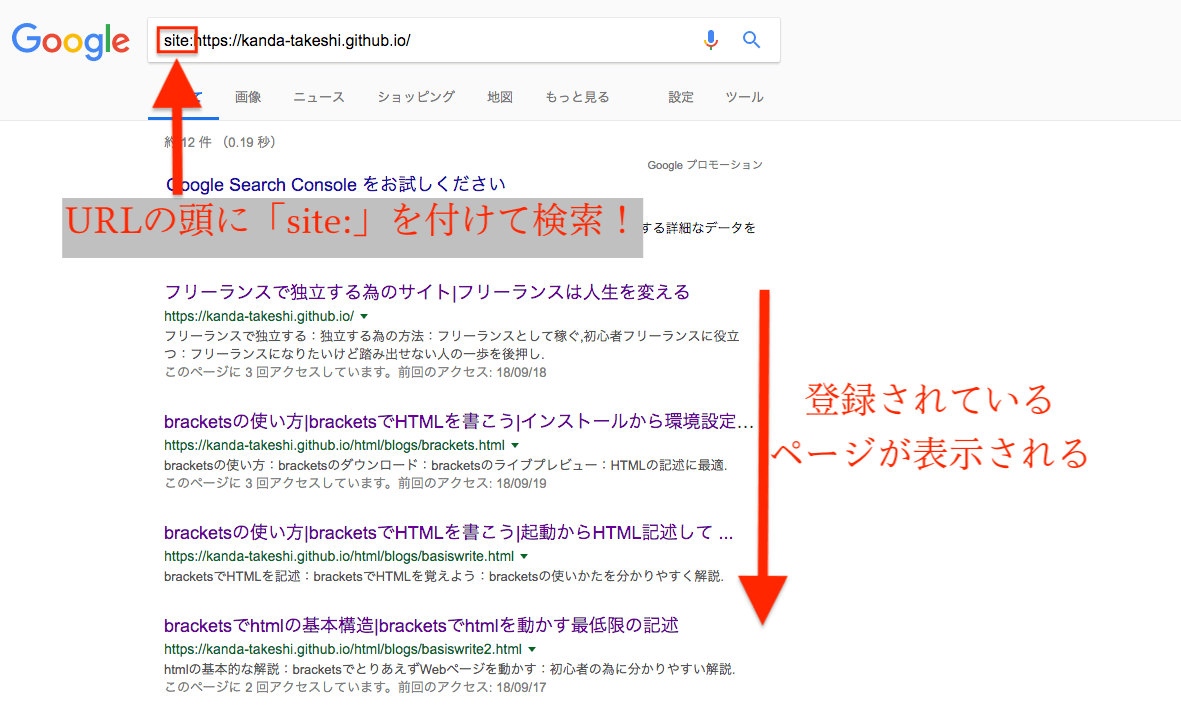 Google
site:https://kanda-takeshi.github.io/
画像 ニュース ショッピング 地図 もっと見る 設定 ツール
約 12 件 （0.19 秒）
Google プロモーション
Google Search Console をお試しください
URLの頭に「site:」を付けて検索！
する詳細なデータを
フリーランスで独立する為のサイト|フリーランスは人生を変える
https://kanda-takeshi.github.io/
フリーランスで独立する：独立する為の方法：フリーランスとして稼ぐ,初心者フリーランスに役立
つ：フリーランスになりたいけど踏み出せない人の一歩を後押し.
このページに 3 回アクセスしています。前回のアクセス: 18/09/18
登録されている
ページが表示される
bracketsの使い方|bracketsでHTMLを書こう|インストールから環境設定...
https://kanda-takeshi.github.io/html/blogs/brackets.html
bracketsの使い方：bracketsのダウンロード：bracketsのライブプレビュー：HTMLの記述に最適.
このページに 3 回アクセスしています。前回のアクセス: 18/09/19
bracketsの使い方|bracketsでHTMLを書こう|起動からHTML記述して ...
https://kanda-takeshi.github.io/html/blogs/basiswrite.html
bracketsでHTMLを記述：bracketsでHTMLを覚えよう：bracketsの使いかたを分かりやすく解説.
bracketsでhtmlの基本構造|bracketsでhtmlを動かす最低限の記述
https://kanda-takeshi.github.io/html/blogs/basiswrite2.html
htmlの基本的な解説：bracketsでとりあえずWebページを動かす：初心者の為に分かりやすい解説.
このページに 2 回アクセスしています。前回のアクセス: 18/09/17